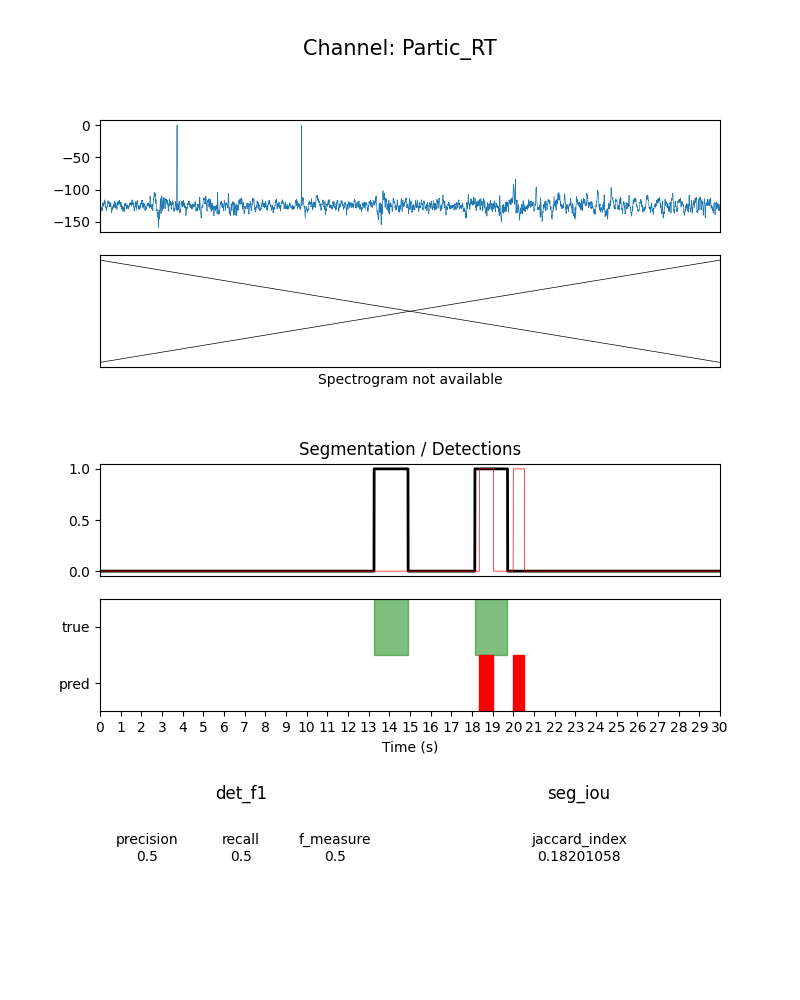 Channel: Partic_RT
0
−50
−100
−150
Spectrogram not available
Segmentation / Detections
1.0
0.5
0.0
true
pred
0 1 2 3 4 5 6 7 8 9 10 11 12 13 14 15 16 17 18 19 20 21 22 23 24 25 26 27 28 29 30
Time (s)
det_f1 seg_iou
precision recall f_measure jaccard_index
0.5 0.5 0.5 0.18201058